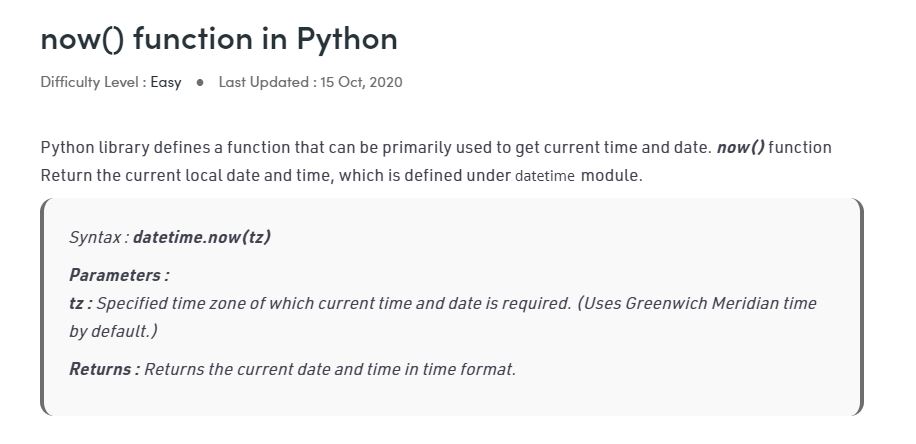 now() function in Python
Difficulty Level : Easy ● Last Updated : 15 Oct, 2020
Python library defines a function that can be primarily used to get current time and date. now() function
Return the current local date and time, which is defined under datetime module.
Syntax : datetime.now(tz)
Parameters :
tz : Specified time zone of which current time and date is required. (Uses Greenwich Meridian time
by default.)
Returns : Returns the current date and time in time format.